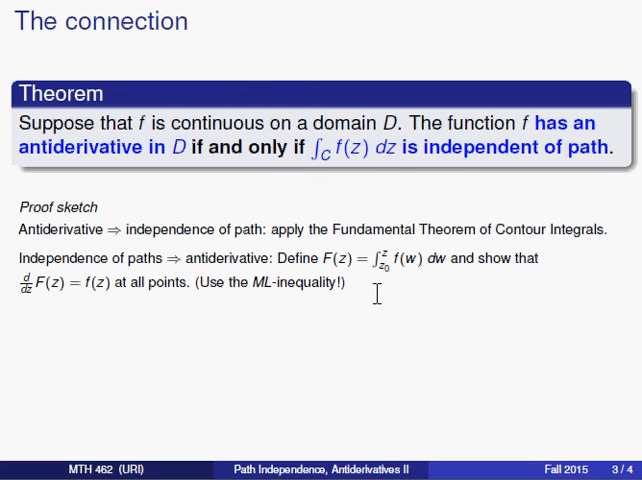 The connection
Theorem
Suppose that f is continuous on a domain D. The function f has an
antiderivative in D if and only if ∫_C f(z) dz is independent of path.
Proof sketch
Antiderivative ⇒ independence of path: apply the Fundamental Theorem of Contour Integrals.
Independence of paths ⇒ antiderivative: Define F(z) = ∫_{z_0}^{z} f(w) dw and show that
d/dz F(z) = f(z) at all points. (Use the ML-inequality!)
MTH 462 (URI) Path Independence, Antiderivatives II Fall 2015 3 / 4